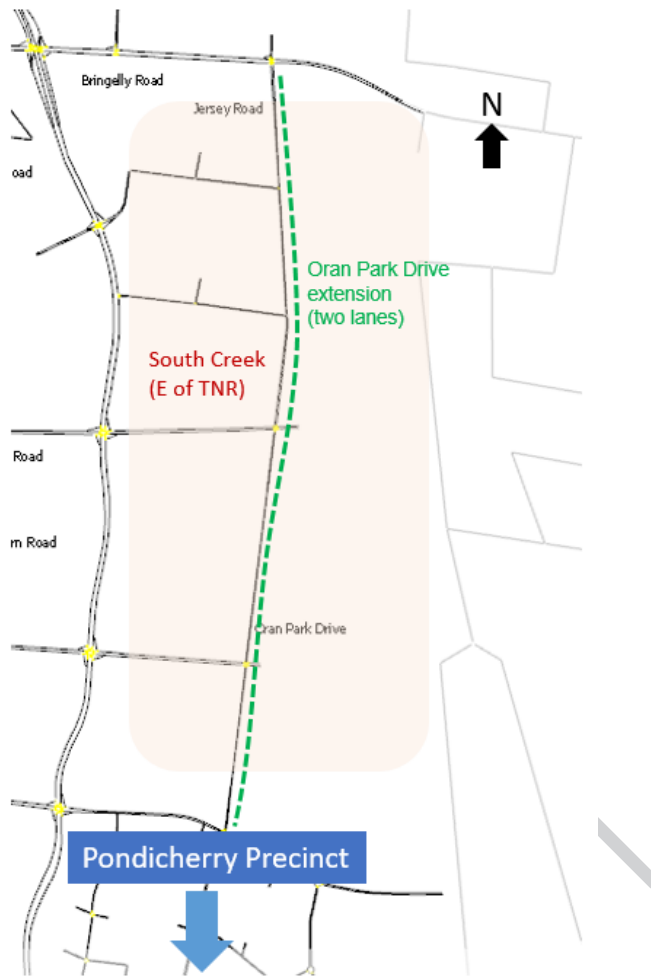 Bringelly Road
Jersey Road
N
oad
Oran Park Drive
extension
(two lanes)
South Creek
(E of TNR)
Road
rn Road
Oran Park Drive
Pondicherry Precinct